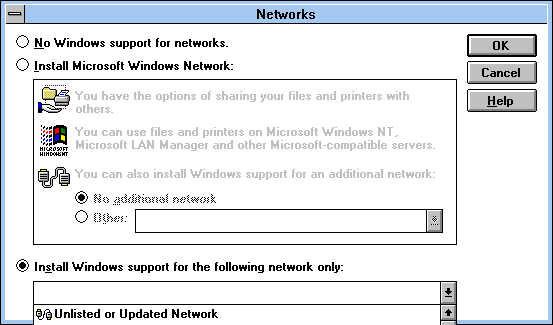 Networks
No Windows support for networks.
Install Microsoft Windows Network:
OK
Cancel
Help
You have the options of sharing your files and printers with
others.
You can use files and printers on Microsoft Windows NT,
Microsoft LAN Manager and other Microsoft-compatible servers.
MICROSOFT
WINDOWS NT
You can also install Windows support for an additional network:
No additional network
Other:
Install Windows support for the following network only:
Unlisted or Updated Network